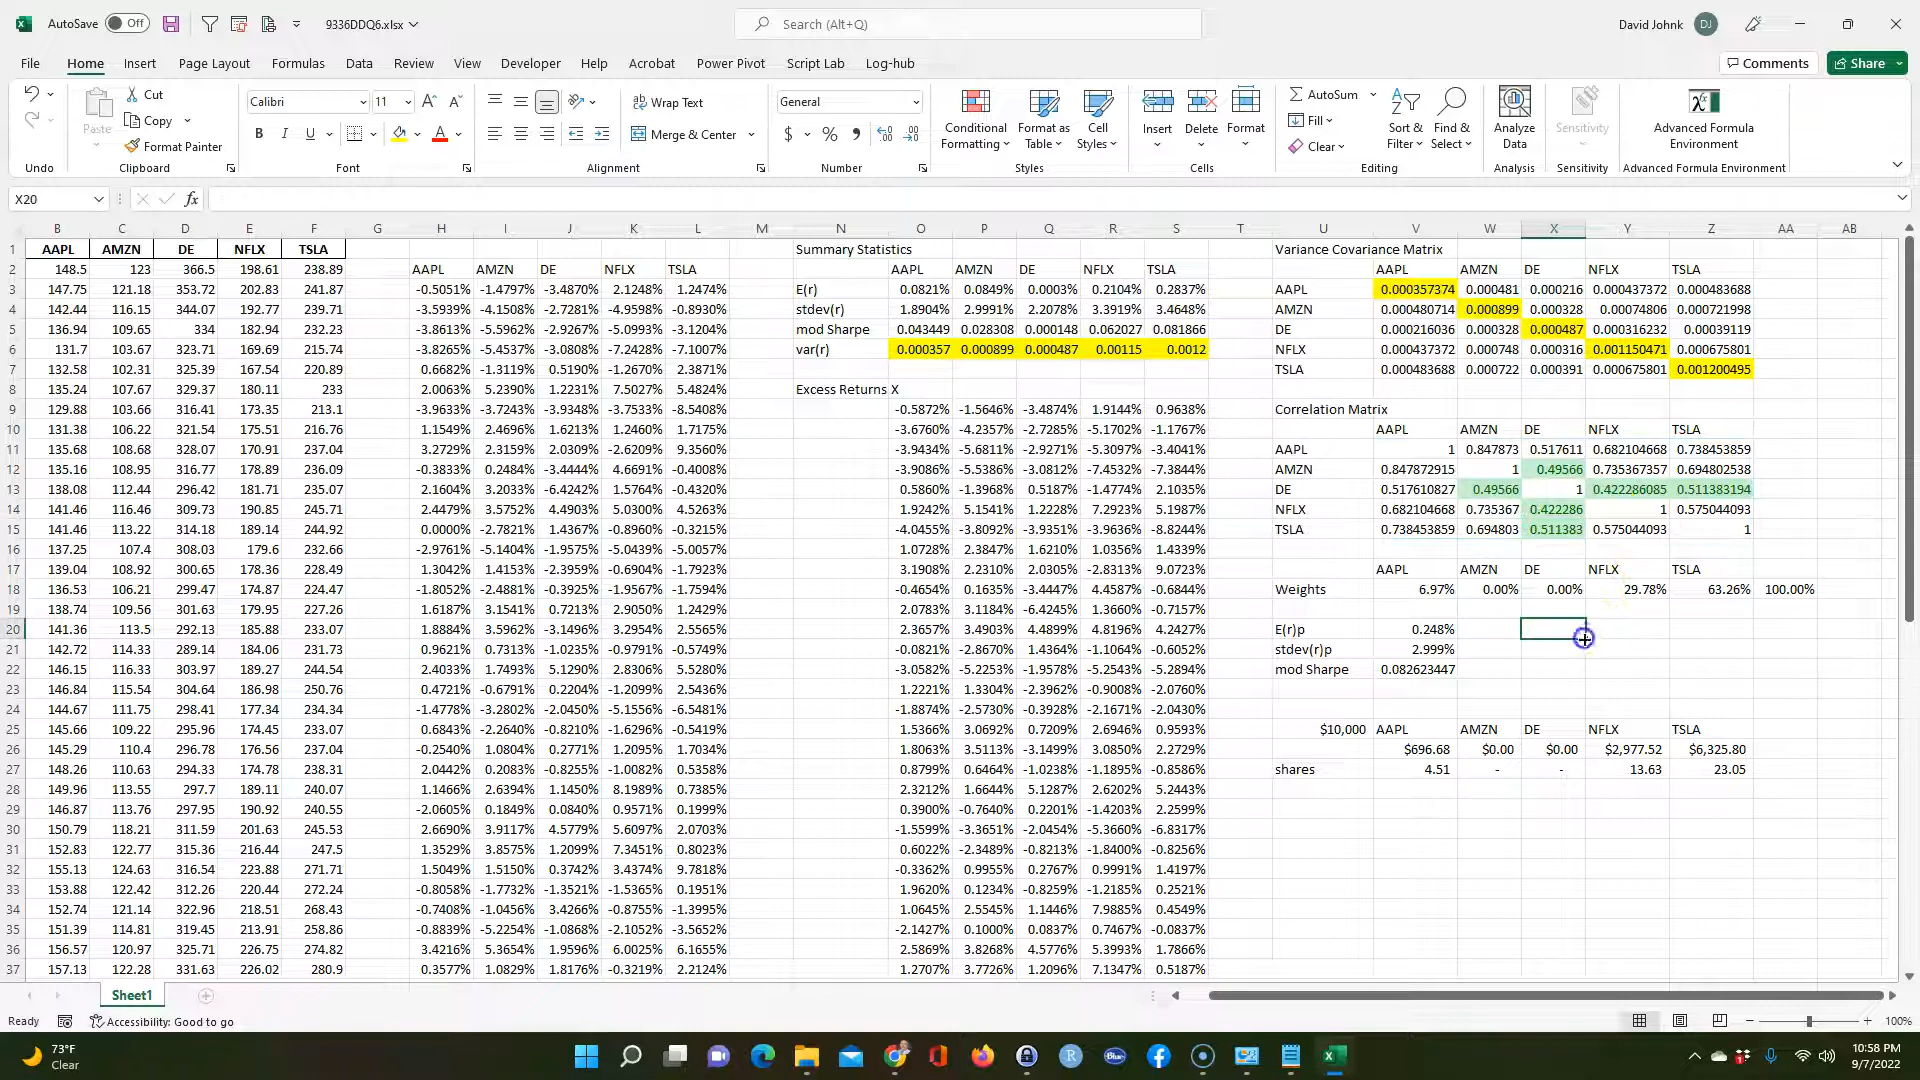 AutoSave Off 9336DDQ6.xlsx Search (Alt+Q) David Johnk DJ
File Home Insert Page Layout Formulas Data Review View Developer Help Acrobat Power Pivot Script Lab Log-hub Comments Share
Cut Calibri 11 Wrap Text General AutoSum
Paste Copy Merge & Center Conditional Formatting Format as Table Cell Styles Insert Delete Format Fill Sort & Filter Find & Select Analyze Data Sensitivity Advanced Formula Environment
Format Painter Clear
Undo Clipboard Font Alignment Number Styles Cells Editing Analysis Sensitivity Advanced Formula Environment
X20 fx
B C D E F G H I J K L M N O P Q R S T U V W X Y Z AA AB
1 AAPL AMZN DE NFLX TSLA Summary Statistics Variance Covariance Matrix
2 148.5 123 366.5 198.61 238.89 AAPL AMZN DE NFLX TSLA AAPL AMZN DE NFLX TSLA AAPL AMZN DE NFLX TSLA
3 147.75 121.18 353.72 202.83 241.87 -0.5051% -1.4797% -3.4870% 2.1248% 1.2474% E(r) 0.0821% 0.0849% 0.0003% 0.2104% 0.2837% AAPL 0.000357374 0.000481 0.000216 0.000437372 0.000483688
4 142.44 116.15 344.07 192.77 239.71 -3.5939% -4.1508% -2.7281% -4.9598% -0.8930% stdev(r) 1.8904% 2.9991% 2.2078% 3.3919% 3.4648% AMZN 0.000480714 0.000899 0.000328 0.00074806 0.000721998
5 136.94 109.65 334 182.94 232.23 -3.8613% -5.5962% -2.9267% -5.0993% -3.1204% mod Sharpe 0.043449 0.028308 0.000148 0.062027 0.081866 DE 0.000216036 0.000328 0.000487 0.000316232 0.00039119
6 131.7 103.67 323.71 169.69 215.74 -3.8265% -5.4537% -3.0808% -7.2428% -7.1007% var(r) 0.000357 0.000899 0.000487 0.00115 0.0012 NFLX 0.000437372 0.000748 0.000316 0.001150471 0.000675801
7 132.58 102.31 325.39 167.54 220.89 0.6682% -1.3119% 0.5190% -1.2670% 2.3871% TSLA 0.000483688 0.000722 0.000391 0.000675801 0.001200495
8 135.24 107.67 329.37 180.11 233 2.0063% 5.2390% 1.2231% 7.5027% 5.4824% Excess Returns X
9 129.88 103.66 316.41 173.35 213.1 -3.9633% -3.7243% -3.9348% -3.7533% -8.5408% -0.5872% -1.5646% -3.4874% 1.9144% 0.9638% Correlation Matrix
10 131.38 106.22 321.54 175.51 216.76 1.1549% 2.4696% 1.6213% 1.2460% 1.7175% -3.6760% -4.2357% -2.7285% -5.1702% -1.1767% AAPL AMZN DE NFLX TSLA
11 135.68 108.68 328.07 170.91 237.04 3.2729% 2.3159% 2.0309% -2.6209% 9.3560% -3.9434% -5.6811% -2.9271% -5.3097% -3.4041% AAPL 1 0.847873 0.517611 0.682104668 0.738453859
12 135.16 108.95 316.77 178.89 236.09 -0.3833% 0.2484% -3.4444% 4.6691% -0.4008% -3.9086% -5.5386% -3.0812% -7.4532% -7.3844% AMZN 0.847872915 1 0.49566 0.735367357 0.694802538
13 138.08 112.44 296.42 181.71 235.07 2.1604% 3.2033% -6.4242% 1.5764% -0.4320% 0.5860% -1.3968% 0.5187% -1.4774% 2.1035% DE 0.517610827 0.49566 1 0.422286085 0.511383194
14 141.46 116.46 309.73 190.85 245.71 2.4479% 3.5752% 4.4903% 5.0300% 4.5263% 1.9242% 5.1541% 1.2228% 7.2923% 5.1987% NFLX 0.682104668 0.735367 0.422286 1 0.575044093
15 141.46 113.22 314.18 189.14 244.92 0.0000% -2.7821% 1.4367% -0.8960% -0.3215% -4.0455% -3.8092% -3.9351% -3.9636% -8.8244% TSLA 0.738453859 0.694803 0.511383 0.575044093 1
16 137.25 107.4 308.03 179.6 232.66 -2.9761% -5.1404% -1.9575% -5.0439% -5.0057% 1.0728% 2.3847% 1.6210% 1.0356% 1.4339%
17 139.04 108.92 300.65 178.36 228.49 1.3042% 1.4153% -2.3959% -0.6904% -1.7923% 3.1908% 2.2310% 2.0305% -2.8313% 9.0723% AAPL AMZN DE NFLX TSLA
18 136.53 106.21 299.47 174.87 224.47 -1.8052% -2.4881% -0.3925% -1.9567% -1.7594% -0.4654% 0.1635% -3.4447% 4.4587% -0.6844% Weights 6.97% 0.00% 0.00% 29.78% 63.26% 100.00%
19 138.74 109.56 301.63 179.95 227.26 1.6187% 3.1541% 0.7213% 2.9050% 1.2429% 2.0783% 3.1184% -6.4245% 1.3660% -0.7157%
20 141.36 113.5 292.13 185.88 233.07 1.8884% 3.5962% -3.1496% 3.2954% 2.5565% 2.3657% 3.4903% 4.4899% 4.8196% 4.2427% E(r)p 0.248%
21 142.72 114.33 289.14 184.06 231.73 0.9621% 0.7313% -1.0235% -0.9791% -0.5749% -0.0821% -2.8670% 1.4364% -1.1064% -0.6052% stdev(r)p 2.999%
22 146.15 116.33 303.97 189.27 244.54 2.4033% 1.7493% 5.1290% 2.8306% 5.5280% -3.0582% -5.2253% -1.9578% -5.2543% -5.2894% mod Sharpe 0.082623447
23 146.84 115.54 304.64 186.98 250.76 0.4721% -0.6791% 0.2204% -1.2099% 2.5436% 1.2221% 1.3304% -2.3962% -0.9008% -2.0760%
24 144.67 111.75 298.41 177.34 234.34 -1.4778% -3.2802% -2.0450% -5.1556% -6.5481% -1.8874% -2.5730% -0.3928% -2.1671% -2.0430%
25 145.66 109.22 295.96 174.45 233.07 0.6843% -2.2640% -0.8210% -1.6296% -0.5419% 1.5366% 3.0692% 0.7209% 2.6946% 0.9593% $10,000 AAPL AMZN DE NFLX TSLA
26 145.29 110.4 296.78 176.56 237.04 -0.2540% 1.0804% 0.2771% 1.2095% 1.7034% 1.8063% 3.5113% -3.1499% 3.0850% 2.2729% $696.68 $0.00 $0.00 $2,977.52 $6,325.80
27 148.26 110.63 294.33 174.78 238.31 2.0442% 0.2083% -0.8255% -1.0082% 0.5358% 0.8799% 0.6464% -1.0238% -1.1895% -0.8586% shares 4.51 - - 13.63 23.05
28 149.96 113.55 297.7 189.11 240.07 1.1466% 2.6394% 1.1450% 8.1989% 0.7385% 2.3212% 1.6644% 5.1287% 2.6202% 5.2443%
29 146.87 113.76 297.95 190.92 240.55 -2.0605% 0.1849% 0.0840% 0.9571% 0.1999% 0.3900% -0.7640% 0.2201% -1.4203% 2.2599%
30 150.79 118.21 311.59 201.63 245.53 2.6690% 3.9117% 4.5779% 5.6097% 2.0703% -1.5599% -3.3651% -2.0454% -5.3660% -6.8317%
31 152.83 122.77 315.36 216.44 247.5 1.3529% 3.8575% 1.2099% 7.3451% 0.8023% 0.6022% -2.3489% -0.8213% -1.8400% -0.8256%
32 155.13 124.63 316.54 223.88 271.71 1.5049% 1.5150% 0.3742% 3.4374% 9.7818% -0.3362% 0.9955% 0.2767% 0.9991% 1.4197%
33 153.88 122.42 312.26 220.44 272.24 -0.8058% -1.7732% -1.3521% -1.5365% 0.1951% 1.9620% 0.1234% -0.8259% -1.2185% 0.2521%
34 152.74 121.14 322.96 218.51 268.43 -0.7408% -1.0456% 3.4266% -0.8755% -1.3995% 1.0645% 2.5545% 1.1446% 7.9885% 0.4549%
35 151.39 114.81 319.45 213.91 258.86 -0.8839% -5.2254% -1.0868% -2.1052% -3.5652% -2.1427% 0.1000% 0.0837% 0.7467% -0.0837%
36 156.57 120.97 325.71 226.75 274.82 3.4216% 5.3654% 1.9596% 6.0025% 6.1655% 2.5869% 3.8268% 4.5776% 5.3993% 1.7866%
37 157.13 122.28 331.63 226.02 280.9 0.3577% 1.0829% 1.8176% -0.3219% 2.2124% 1.2707% 3.7726% 1.2096% 7.1347% 0.5187%
Sheet1
Ready Accessibility: Good to go 100%
73°F
Clear
10:58 PM
9/7/2022